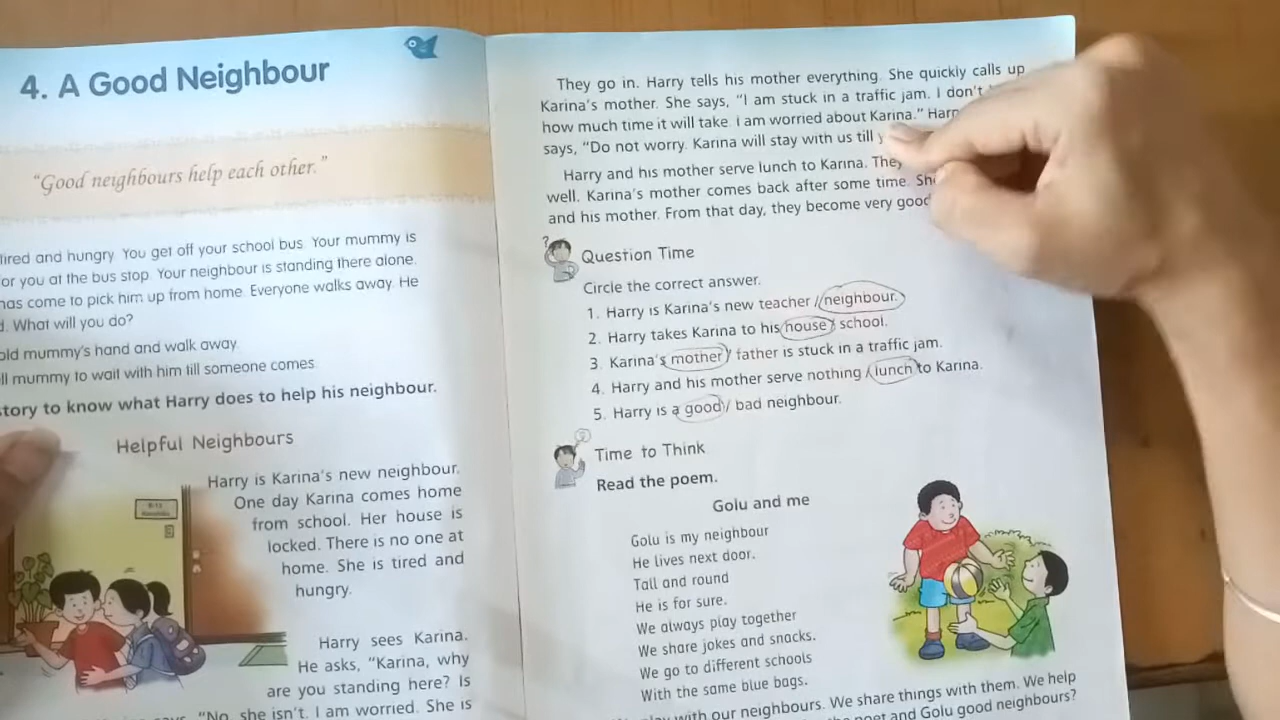 4. A Good Neighbour
"Good neighbours help each other."
tired and hungry. You get off your school bus. Your mummy is
for you at the bus stop. Your neighbour is standing there alone.
has come to pick him up from home. Everyone walks away. He
What will you do?
mummy's hand and walk away.
mummy to wait with him till someone comes.
story to know what Harry does to help his neighbour.
Helpful Neighbours
Harry is Karina's new neighbour.
One day Karina comes home
from school. Her house is
locked. There is no one at
home. She is tired and
hungry.
Harry sees Karina.
He asks, "Karina, why
are you standing here? Is
"No, she isn't. I am worried. She is
They go in. Harry tells his mother everything. She quickly calls up
Karina's mother. She says, "I am stuck in a traffic jam. I don't
how much time it will take. I am worried about Karina."
says, "Do not worry. Karina will stay with us till
Harry and his mother serve lunch to Karina. They
well. Karina's mother comes back after some time.
and his mother. From that day, they become very good
Question Time
Circle the correct answer.
1. Harry is Karina's new teacher / neighbour.
2. Harry takes Karina to his house / school.
3. Karina's mother / father is stuck in a traffic jam.
4. Harry and his mother serve nothing / lunch to Karina.
5. Harry is a good / bad neighbour.
Time to Think
Read the poem.
Golu and me
Golu is my neighbour
He lives next door.
Tall and round
He is for sure.
We always play together
We share jokes and snacks.
We go to different schools
With the same blue bags.
with our neighbours. We share things with them. We help
poet and Golu good neighbours?